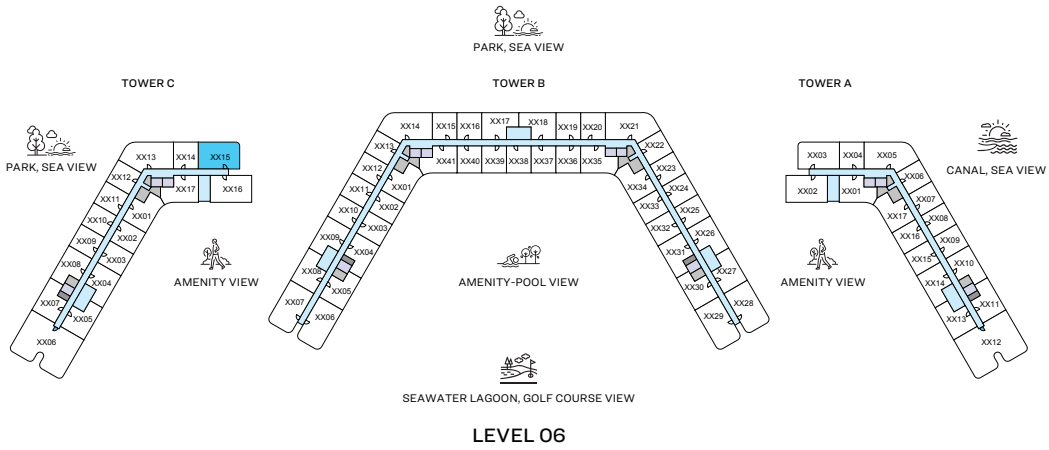 PARK, SEA VIEW
TOWER C
TOWER B
TOWER A
PARK, SEA VIEW
CANAL, SEA VIEW
XX13
XX14
XX15
XX12
XX17
XX16
XX11
XX01
XX10
XX02
XX09
XX03
XX08
XX04
XX07
XX05
XX06
XX14
XX15
XX16
XX17
XX18
XX19
XX20
XX21
XX13
XX41
XX40
XX39
XX38
XX37
XX36
XX35
XX22
XX12
XX01
XX34
XX23
XX11
XX02
XX33
XX24
XX10
XX03
XX32
XX25
XX09
XX04
XX31
XX26
XX08
XX05
XX30
XX27
XX07
XX06
XX29
XX28
XX03
XX04
XX05
XX02
XX01
XX06
XX17
XX07
XX16
XX08
XX15
XX09
XX14
XX10
XX13
XX11
XX12
AMENITY VIEW
AMENITY-POOL VIEW
AMENITY VIEW
SEAWATER LAGOON, GOLF COURSE VIEW
LEVEL 06